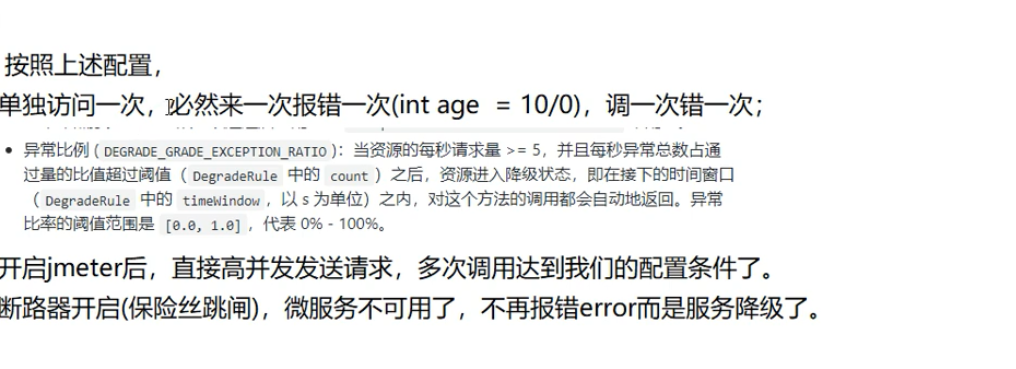 按照上述配置，
单独访问一次，必然来一次报错一次(int age  = 10/0)，调一次错一次；
• 异常比例 (DEGRADE_GRADE_EXCEPTION_RATIO)：当资源的每秒请求量 >= 5，并且每秒异常总数占通
过量的比值超过阈值（DegradeRule 中的 count）之后，资源进入降级状态，即在接下的时间窗口
（DegradeRule 中的 timeWindow，以 s 为单位）之内，对这个方法的调用都会自动地返回。异常
比率的阈值范围是 [0.0, 1.0]，代表 0% - 100%。
开启jmeter后，直接高并发发送请求，多次调用达到我们的配置条件了。
断路器开启(保险丝跳闸)，微服务不可用了，不再报错error而是服务降级了。